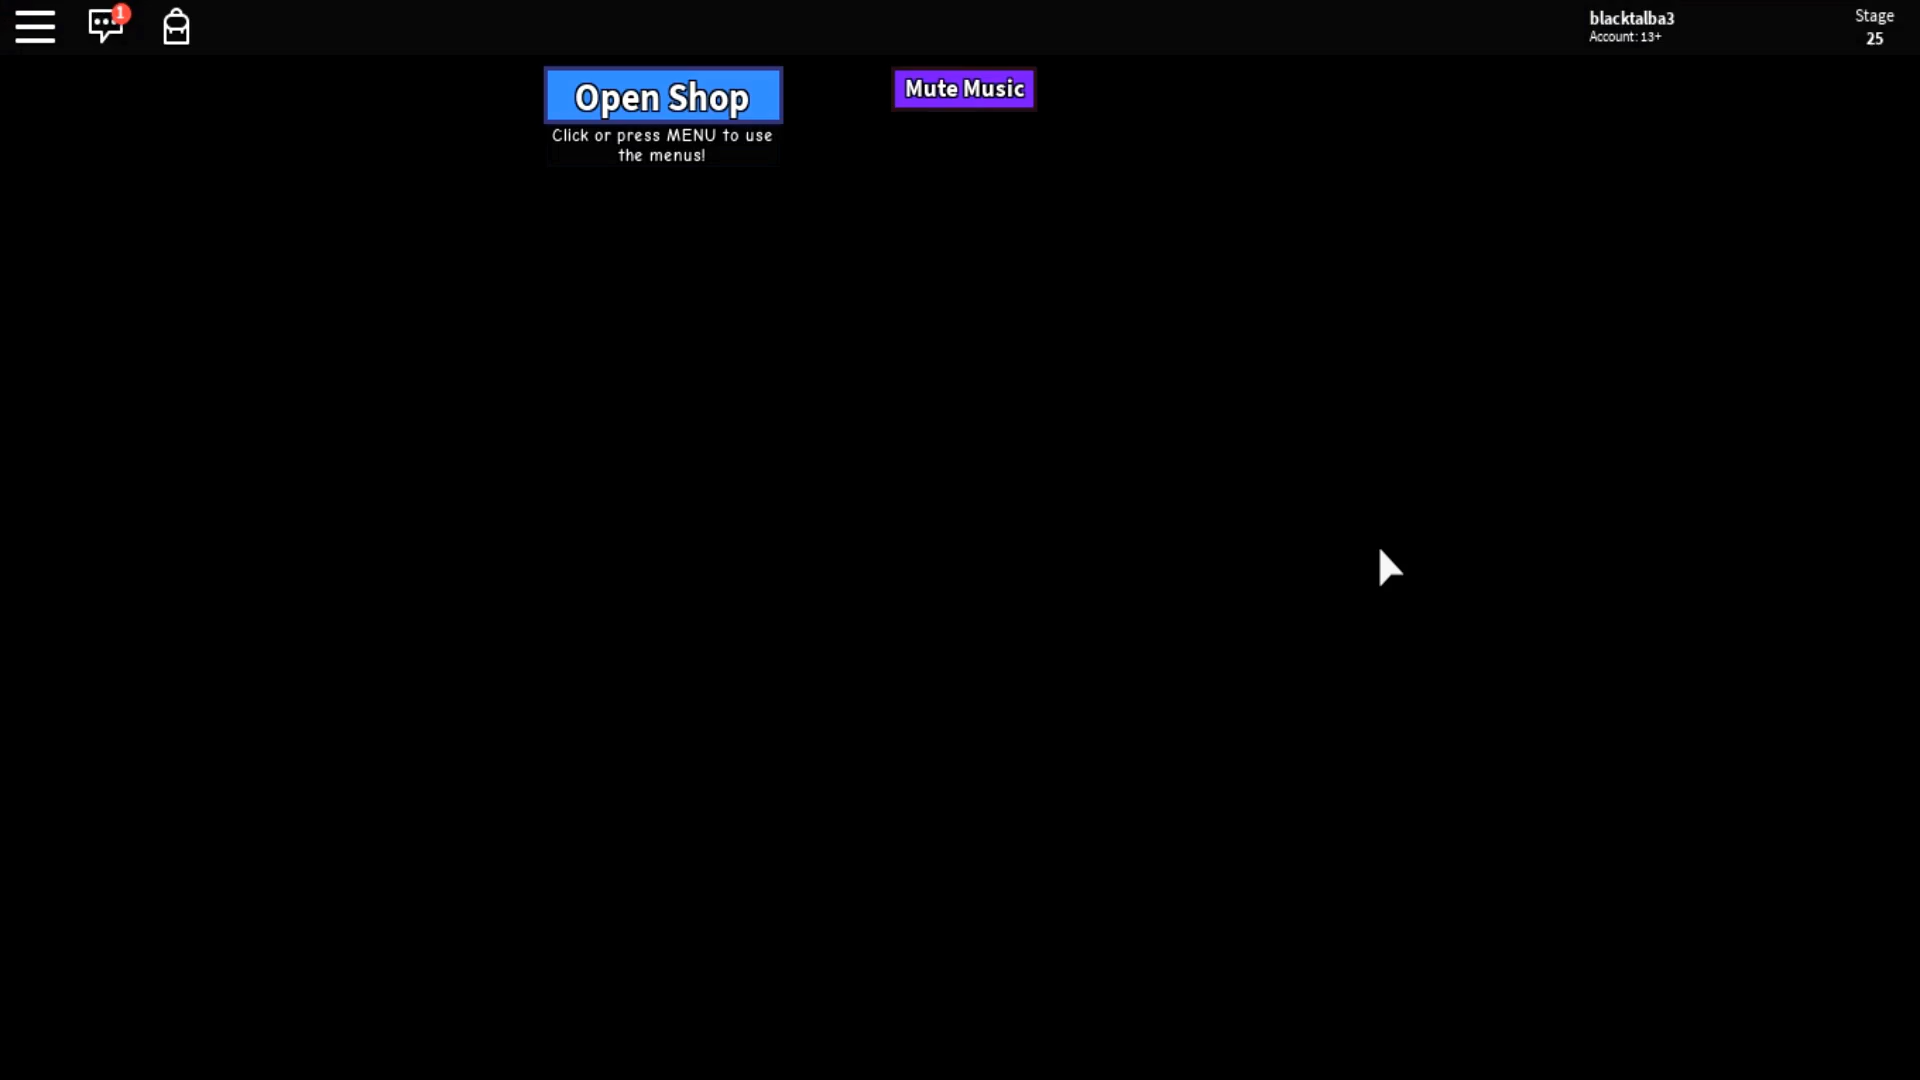 1
blacktalba3
Account: 13+
Stage
25
Open Shop
Mute Music
Click or press MENU to use
the menus!